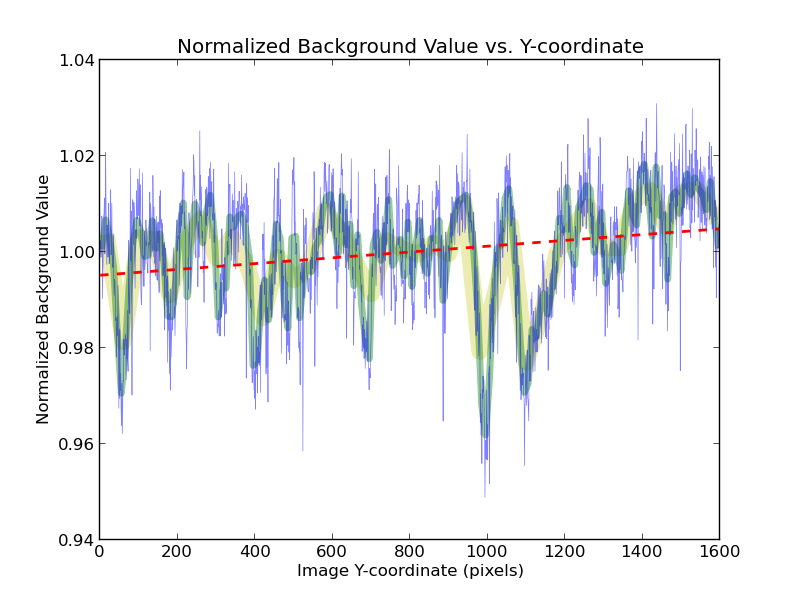 Normalized Background Value vs. Y-coordinate
1.04
1.02
1.00
0.98
0.96
0.94
Normalized Background Value
0 200 400 600 800 1000 1200 1400 1600
Image Y-coordinate (pixels)